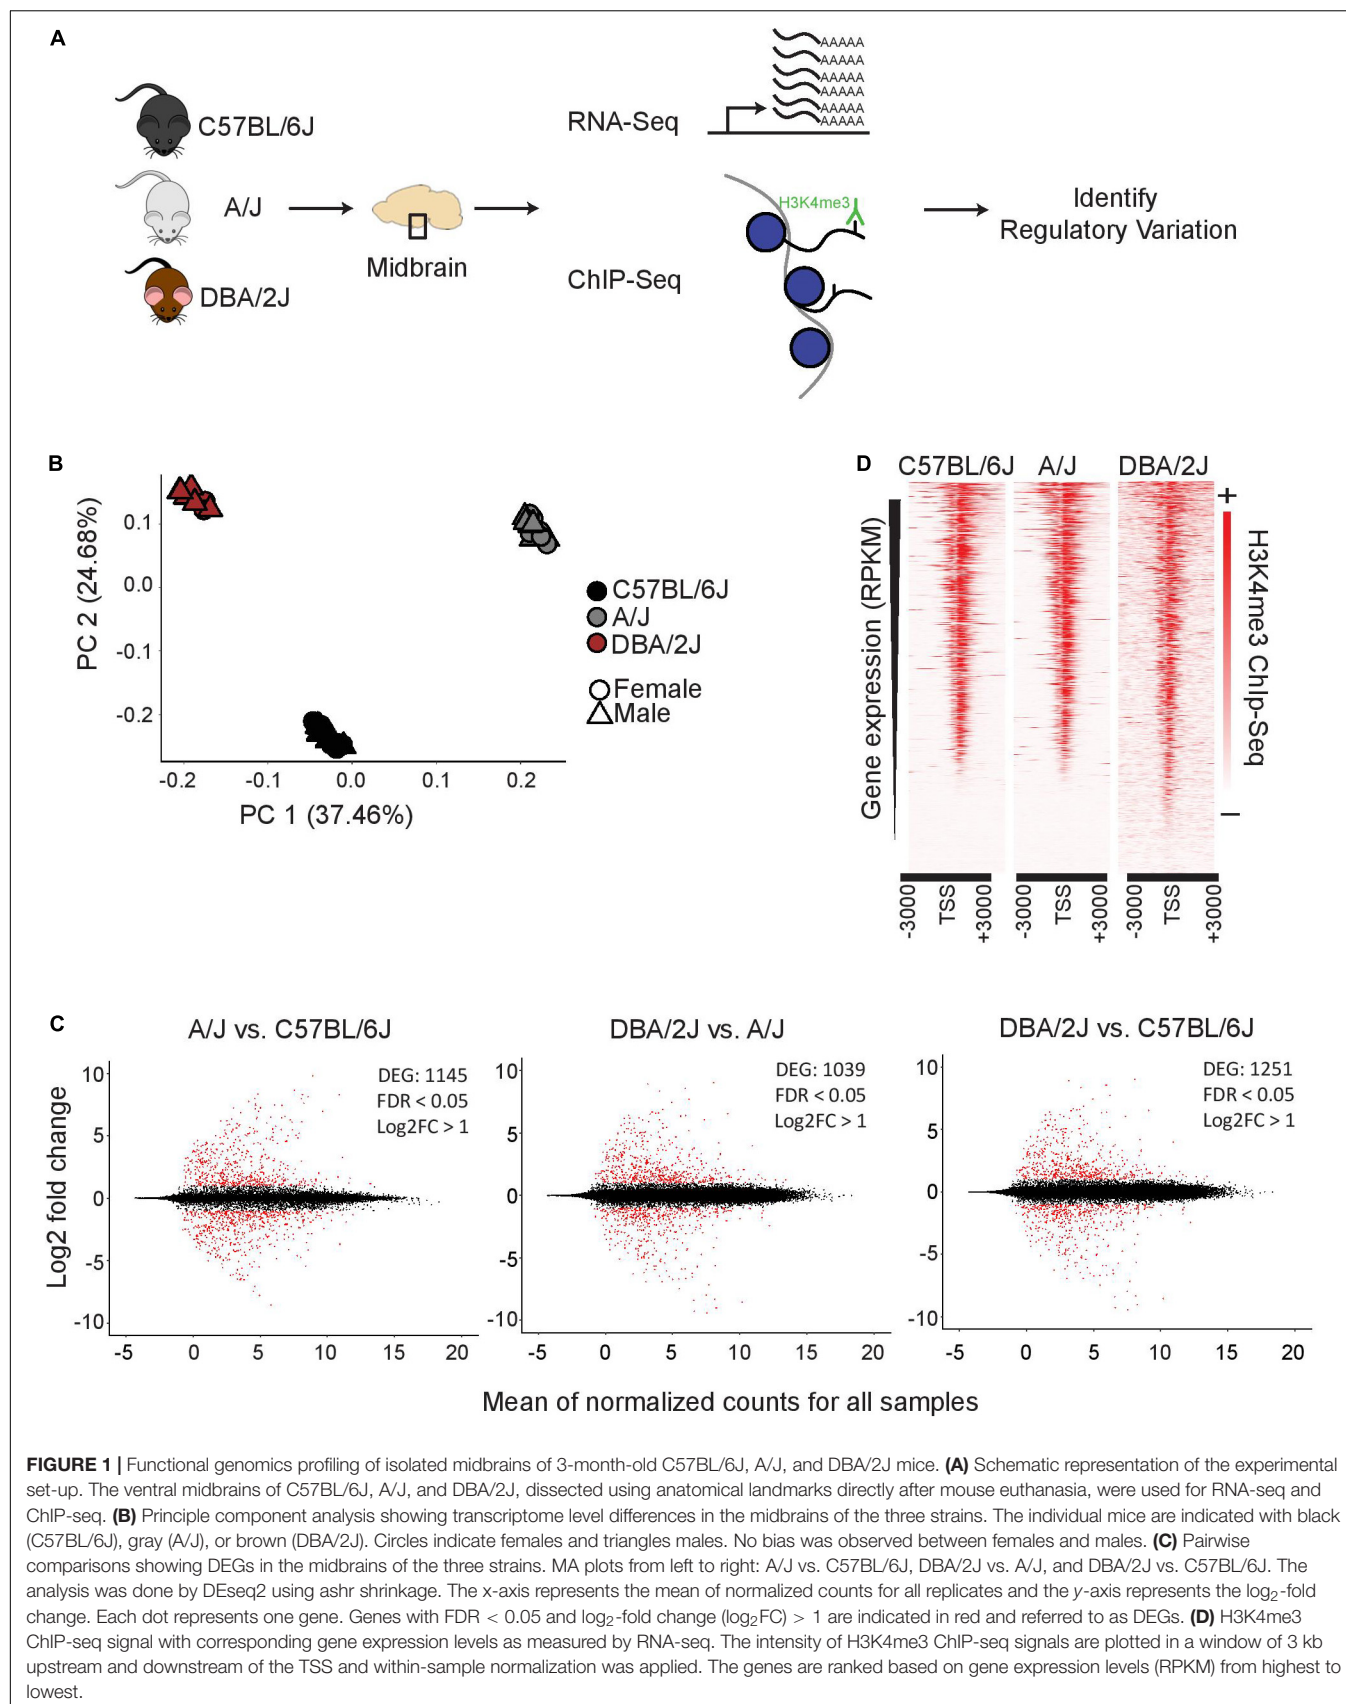 A
C57BL/6J
A/J
DBA/2J
Midbrain
RNA-Seq
AAAAA
AAAAA
AAAAA
AAAAA
AAAAA
AAAAA
ChIP-Seq
H3K4me3
Identify
Regulatory Variation
B
PC 2 (24.68%)
0.1
0.0
-0.1
-0.2
-0.2
-0.1
0.0
0.1
0.2
PC 1 (37.46%)
C57BL/6J
A/J
DBA/2J
Female
Male
D
C57BL/6J
A/J
DBA/2J
Gene expression (RPKM)
+
H3K4me3 ChIp-Seq
–
-3000
TSS
+3000
-3000
TSS
+3000
-3000
TSS
+3000
C
A/J vs. C57BL/6J
DEG: 1145
FDR < 0.05
Log2FC > 1
Log2 fold change
10
5
0
-5
-10
-5
0
5
10
15
20
DBA/2J vs. A/J
DEG: 1039
FDR < 0.05
Log2FC > 1
10
5
0
-5
-10
-5
0
5
10
15
20
DBA/2J vs. C57BL/6J
DEG: 1251
FDR < 0.05
Log2FC > 1
10
5
0
-5
-10
-5
0
5
10
15
20
Mean of normalized counts for all samples
FIGURE 1 | Functional genomics profiling of isolated midbrains of 3-month-old C57BL/6J, A/J, and DBA/2J mice. (A) Schematic representation of the experimental
set-up. The ventral midbrains of C57BL/6J, A/J, and DBA/2J, dissected using anatomical landmarks directly after mouse euthanasia, were used for RNA-seq and
ChIP-seq. (B) Principle component analysis showing transcriptome level differences in the midbrains of the three strains. The individual mice are indicated with black
(C57BL/6J), gray (A/J), or brown (DBA/2J). Circles indicate females and triangles males. No bias was observed between females and males. (C) Pairwise
comparisons showing DEGs in the midbrains of the three strains. MA plots from left to right: A/J vs. C57BL/6J, DBA/2J vs. A/J, and DBA/2J vs. C57BL/6J. The
analysis was done by DEseq2 using ashr shrinkage. The x-axis represents the mean of normalized counts for all replicates and the y-axis represents the log₂-fold
change. Each dot represents one gene. Genes with FDR < 0.05 and log₂-fold change (log₂FC) > 1 are indicated in red and referred to as DEGs. (D) H3K4me3
ChIP-seq signal with corresponding gene expression levels as measured by RNA-seq. The intensity of H3K4me3 ChIP-seq signals are plotted in a window of 3 kb
upstream and downstream of the TSS and within-sample normalization was applied. The genes are ranked based on gene expression levels (RPKM) from highest to
lowest.